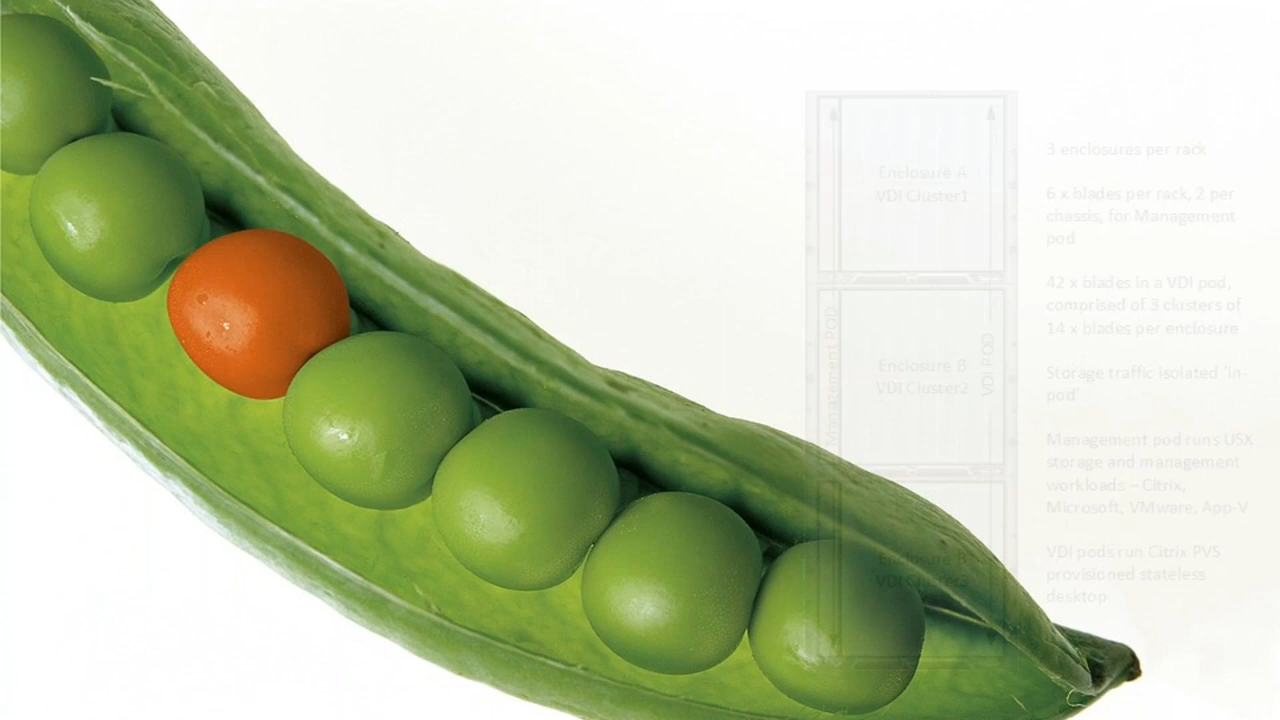 Enclosure A
VDI Cluster1
Enclosure B
VDI Cluster2
Enclosure B
VDI Cluster3
Management POD
VDI POD
3 enclosures per rack
6 x blades per rack, 2 per
chassis, for Management
pod
42 x blades in a VDI pod,
comprised of 3 clusters of
14 x blades per enclosure
Storage traffic isolated 'in-
pod'
Management pod runs USX
storage and management
workloads – Citrix,
Microsoft, VMware, App-V
VDI pods run Citrix PVS
provisioned stateless
desktop